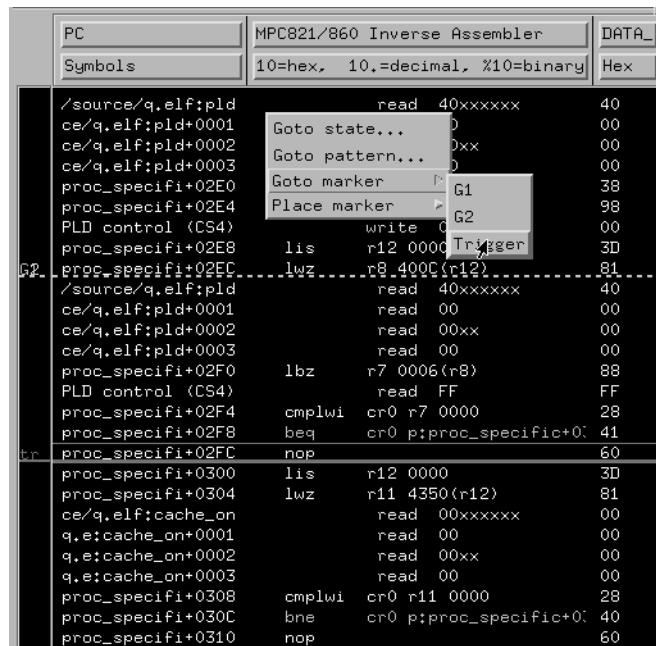 PC MPC821/860 Inverse Assembler DATA_
Symbols 10=hex, 10.=decimal, %10=binary Hex
/source/q.elf:pld read 40xxxxxx 40
ce/q.elf:pld+0001 00
ce/q.elf:pld+0002 xx 00
ce/q.elf:pld+0003 00
proc_specifi+02E0 38
proc_specifi+02E4 98
PLD control (CS4) write 00
proc_specifi+02E8 lis r12 0000 3D
G2 proc_specifi+02EC lwz r8 400C(r12) 81
/source/q.elf:pld read 40xxxxxx 40
ce/q.elf:pld+0001 read 00 00
ce/q.elf:pld+0002 read 00xx 00
ce/q.elf:pld+0003 read 00 00
proc_specifi+02F0 lbz r7 0006(r8) 88
PLD control (CS4) read FF FF
proc_specifi+02F4 cmplwi cr0 r7 0000 28
proc_specifi+02F8 beq cr0 p:proc_specific+0 41
tr proc_specifi+02FC nop 60
proc_specifi+0300 lis r12 0000 3D
proc_specifi+0304 lwz r11 4350(r12) 81
ce/q.elf:cache_on read 00xxxxxx 00
q.e:cache_on+0001 read 00 00
q.e:cache_on+0002 read 00xx 00
q.e:cache_on+0003 read 00 00
proc_specifi+0308 cmplwi cr0 r11 0000 28
proc_specifi+030C bne cr0 p:proc_specific+0 40
proc_specifi+0310 nop 60
Goto state...
Goto pattern...
Goto marker
Place marker
G1
G2
Trigger